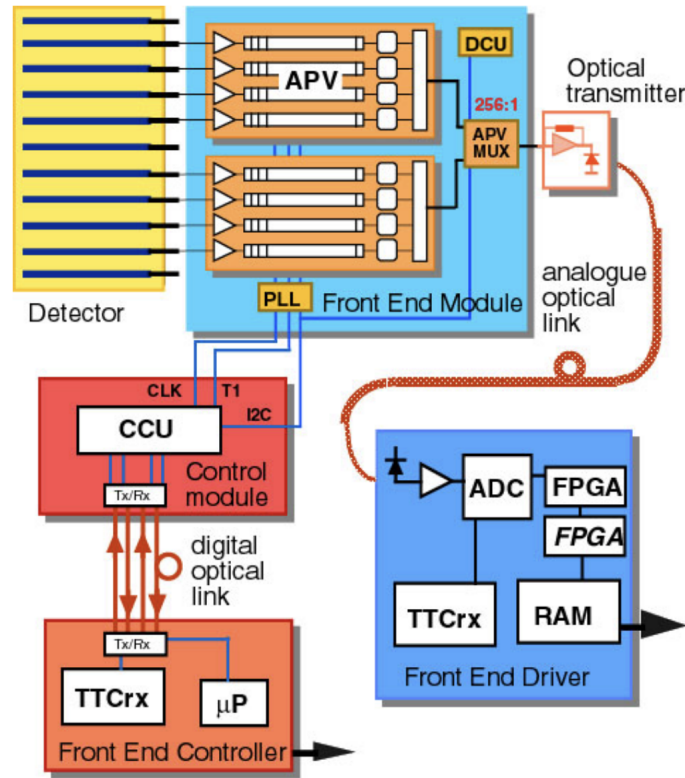 DCU
APV
256:1
APV
MUX
Optical
transmitter
PLL
Front End Module
Detector
analogue
optical
link
CLK
T1
I2C
CCU
Control
module
Tx/Rx
digital
optical
link
ADC
FPGA
FPGA
TTCrx
RAM
Front End Driver
Tx/Rx
TTCrx
µP
Front End Controller